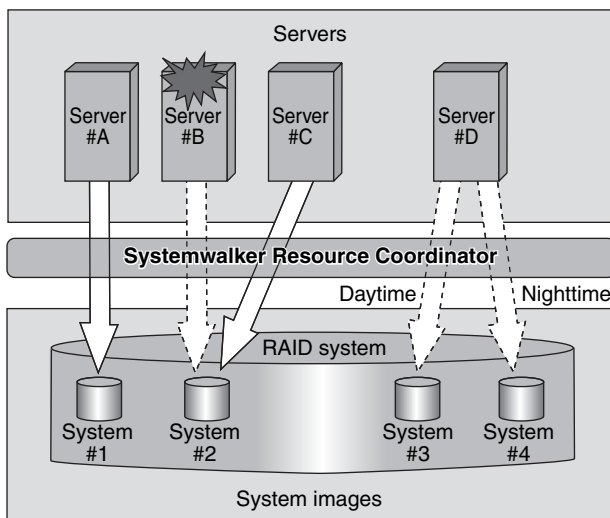 Servers
Server
#A
Server
#B
Server
#C
Server
#D
Systemwalker Resource Coordinator
Daytime
Nighttime
RAID system
System
#1
System
#2
System
#3
System
#4
System images